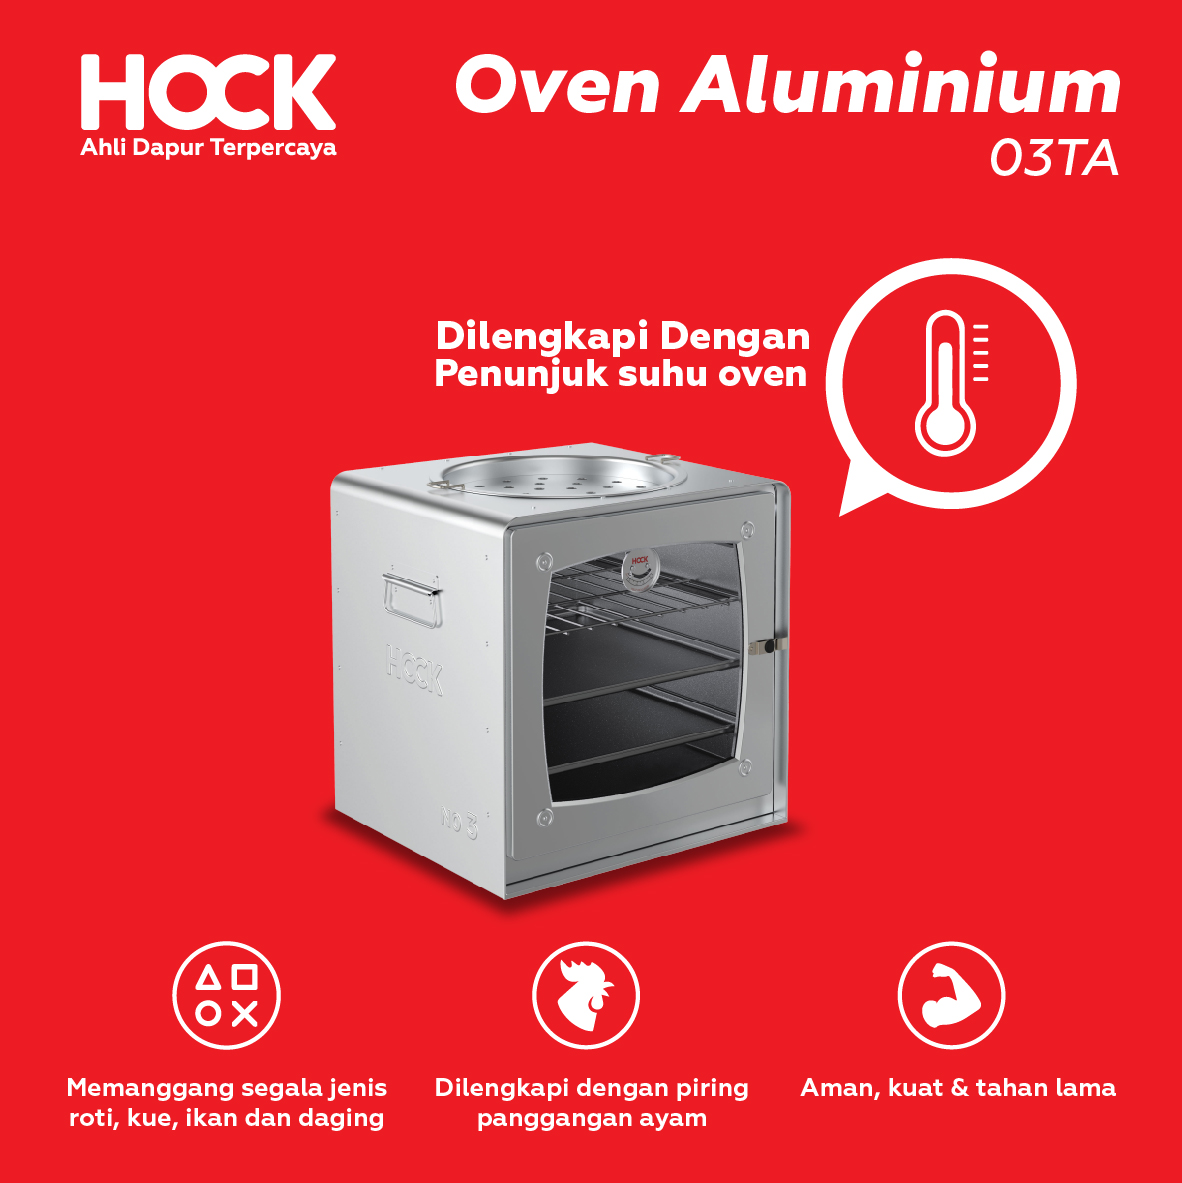 HOCK
Ahli Dapur Terpercaya
Oven Aluminium
03TA
Dilengkapi Dengan
Penunjuk suhu oven
HOCK
HOCK
NO 3
Memanggang segala jenis
roti, kue, ikan dan daging
Dilengkapi dengan piring
panggangan ayam
Aman, kuat & tahan lama